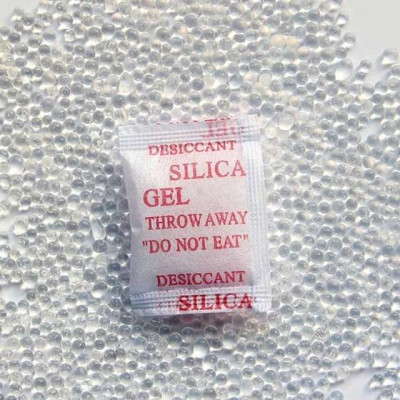 DESICCANT
SILICA
GEL
THROW AWAY
"DO NOT EAT"
DESICCANT
SILICA